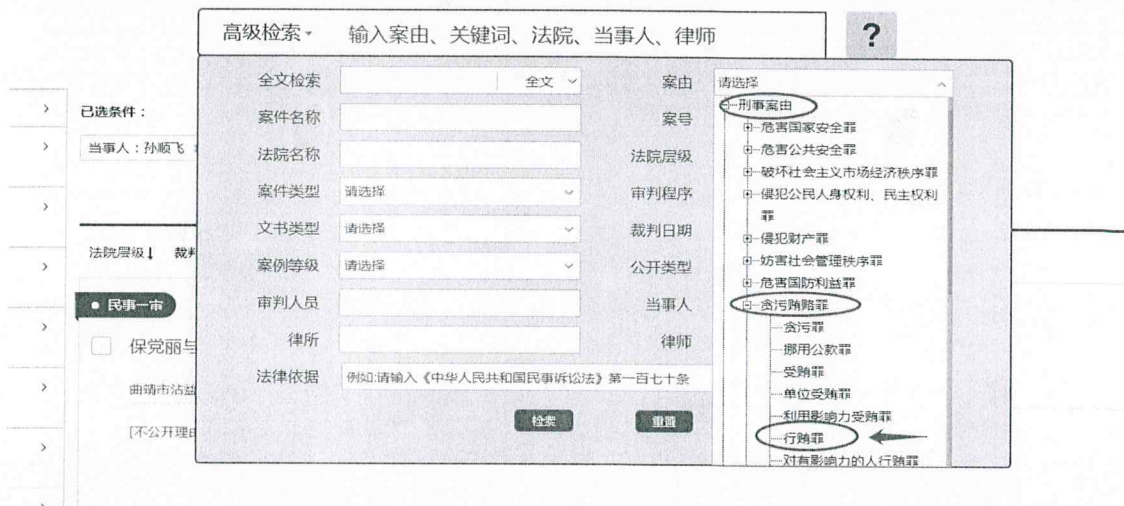 高级检索 输入案由、关键词、法院、当事人、律师 ?
全文检索 全文 案由 请选择
已选条件：
案件名称 案号
刑事案由
危害国家安全罪
当事人：孙顺飞
法院名称 法院层级
危害公共安全罪
破坏社会主义市场经济秩序罪
案件类型 请选择 审判程序
侵犯公民人身权利、民主权利罪
文书类型 请选择 裁判日期
侵犯财产罪
法院层级↓ 裁判
案例等级 请选择 公开类型
妨害社会管理秩序罪
危害国防利益罪
民事一审
审判人员 当事人
贪污贿赂罪
贪污罪
保党丽与
律所 律师
挪用公款罪
受贿罪
法律依据 例如:请输入《中华人民共和国民事诉讼法》第一百七十条
曲靖市沾益
单位受贿罪
利用影响力受贿罪
检索 重置
[不公开理由
行贿罪
对有影响力的人行贿罪